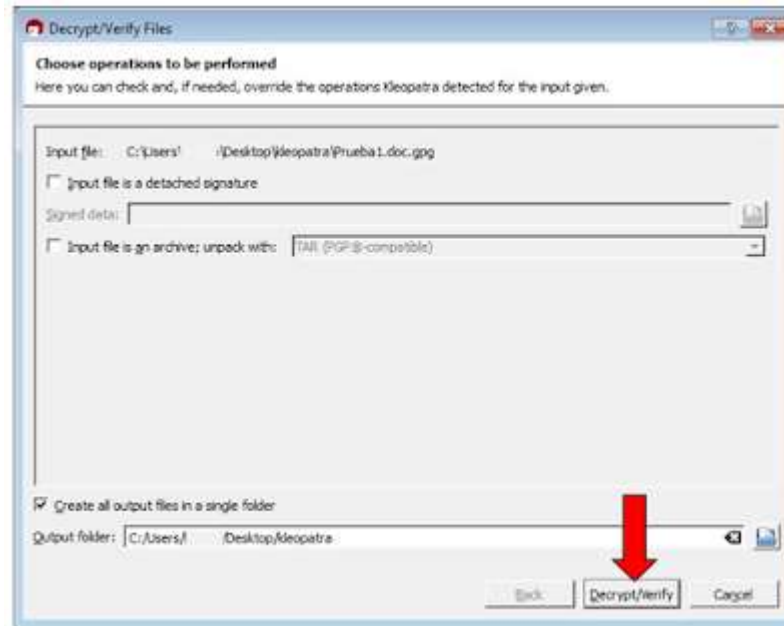 Decrypt/Verify Files
Choose operations to be performed
Here you can check and, if needed, override the operations Kleopatra detected for the input given.
Input file: C:\Users\ \Desktop\kleopatra\Prueba1.doc.gpg
Input file is a detached signature
Signed data:
Input file is an archive; unpack with: TAR (PGP®-compatible)
Create all output files in a single folder
Output folder: C:/Users/ /Desktop/kleopatra
Back Decrypt/Verify Cancel